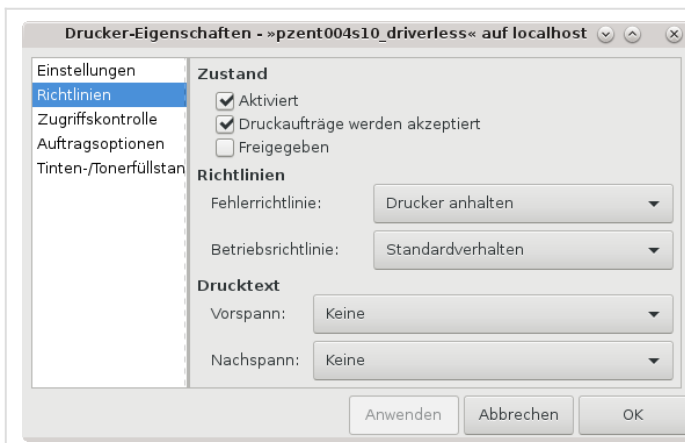 Drucker-Eigenschaften - »pzent004s10_driverless« auf localhost
Einstellungen
Richtlinien
Zugriffskontrolle
Auftragsoptionen
Tinten-/Tonerfüllstan
Zustand
Aktiviert
Druckaufträge werden akzeptiert
Freigegeben
Richtlinien
Fehlerrichtlinie: Drucker anhalten
Betriebsrichtlinie: Standardverhalten
Drucktext
Vorspann: Keine
Nachspann: Keine
Anwenden Abbrechen OK